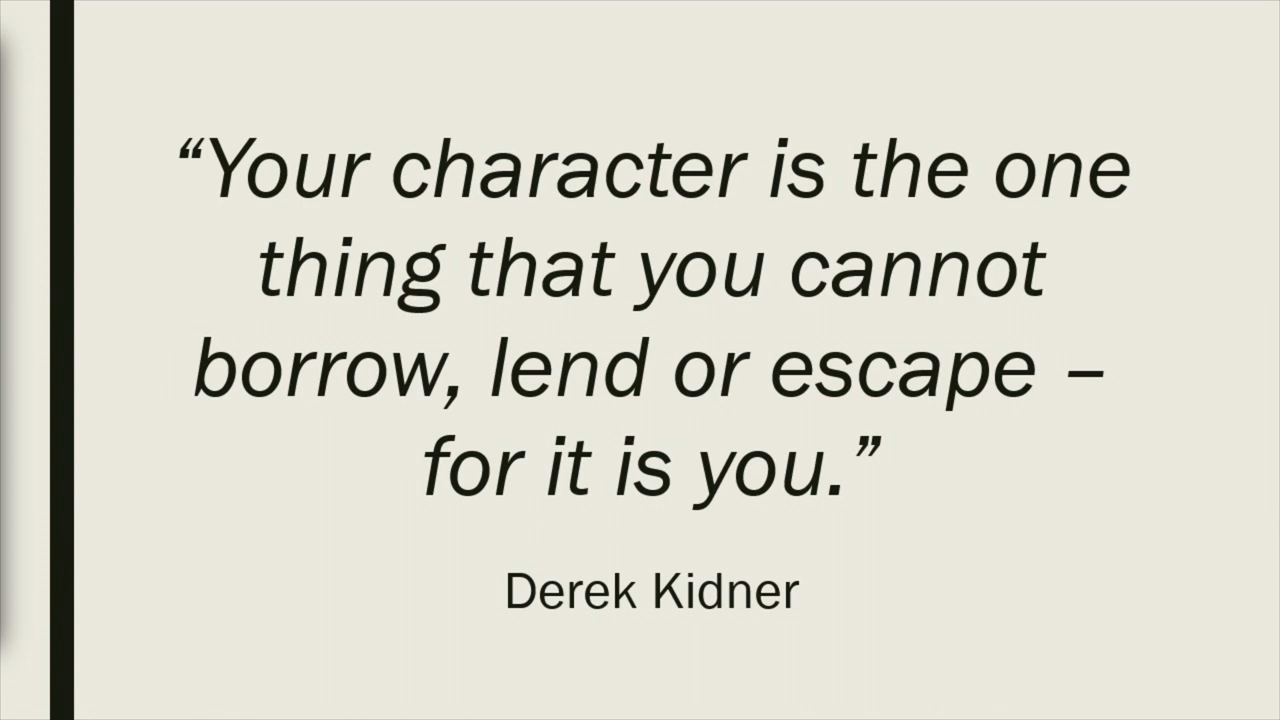 “Your character is the one
thing that you cannot
borrow, lend or escape –
for it is you.”
Derek Kidner